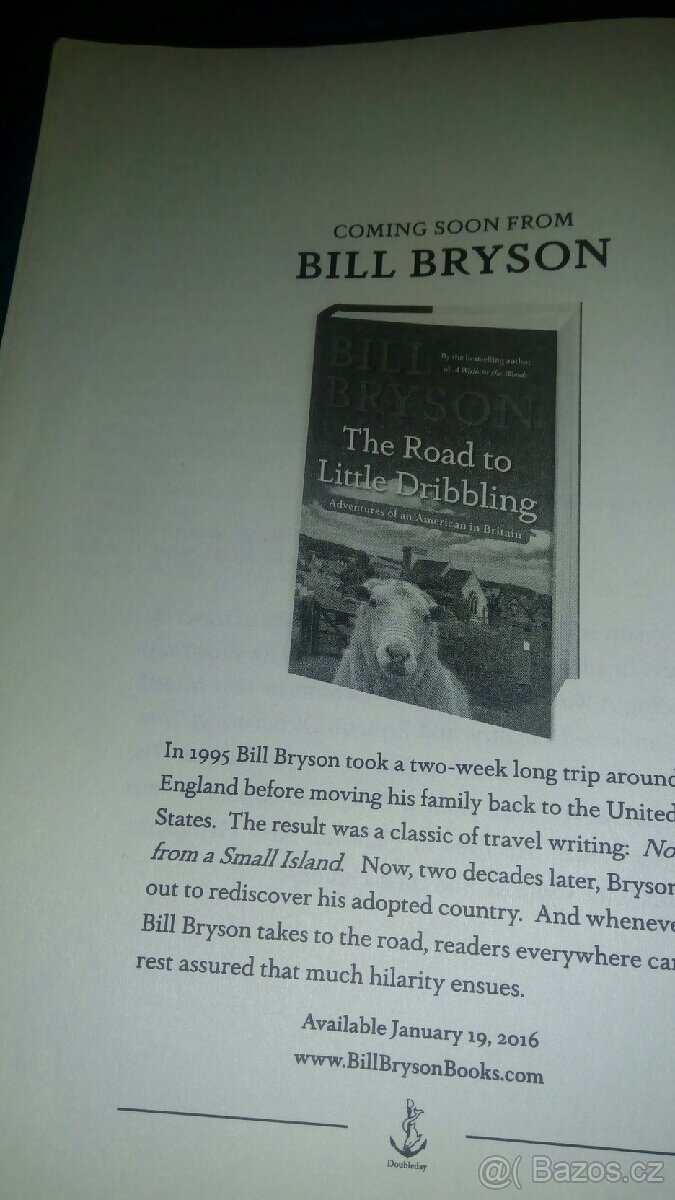 COMING SOON FROM
BILL BRYSON
BILL
BRYSON
By the bestselling author
of A Walk in the Woods
The Road to
Little Dribbling
Adventures of an American in Britain
In 1995 Bill Bryson took a two-week long trip around
England before moving his family back to the United
States. The result was a classic of travel writing: No
from a Small Island. Now, two decades later, Bryson
out to rediscover his adopted country. And wheneve
Bill Bryson takes to the road, readers everywhere can
rest assured that much hilarity ensues.
Available January 19, 2016
www.BillBrysonBooks.com
Doubleday
@( Bazos.cz